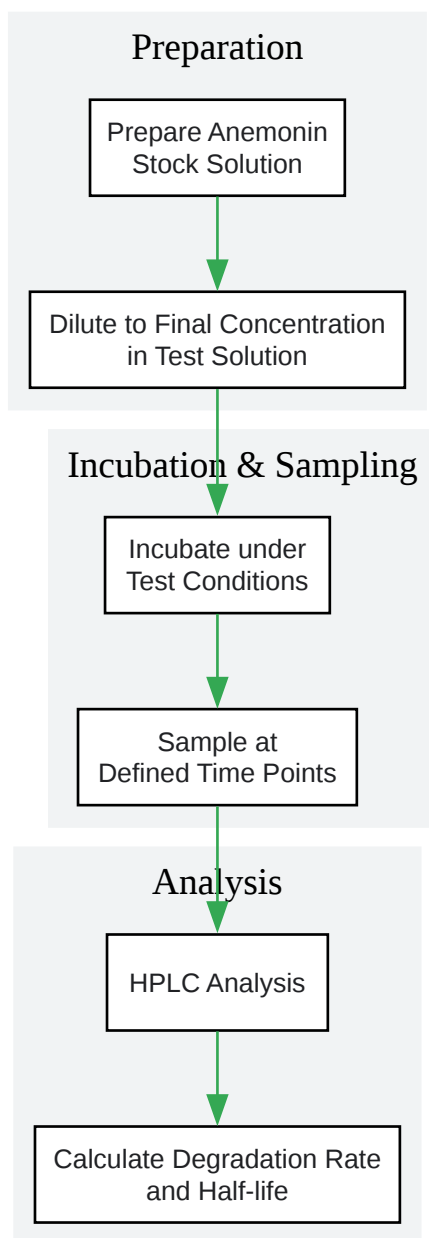 Preparation
Prepare Anemonin
Stock Solution
Dilute to Final Concentration
in Test Solution
Incubation & Sampling
Incubate under
Test Conditions
Sample at
Defined Time Points
Analysis
HPLC Analysis
Calculate Degradation Rate
and Half-life